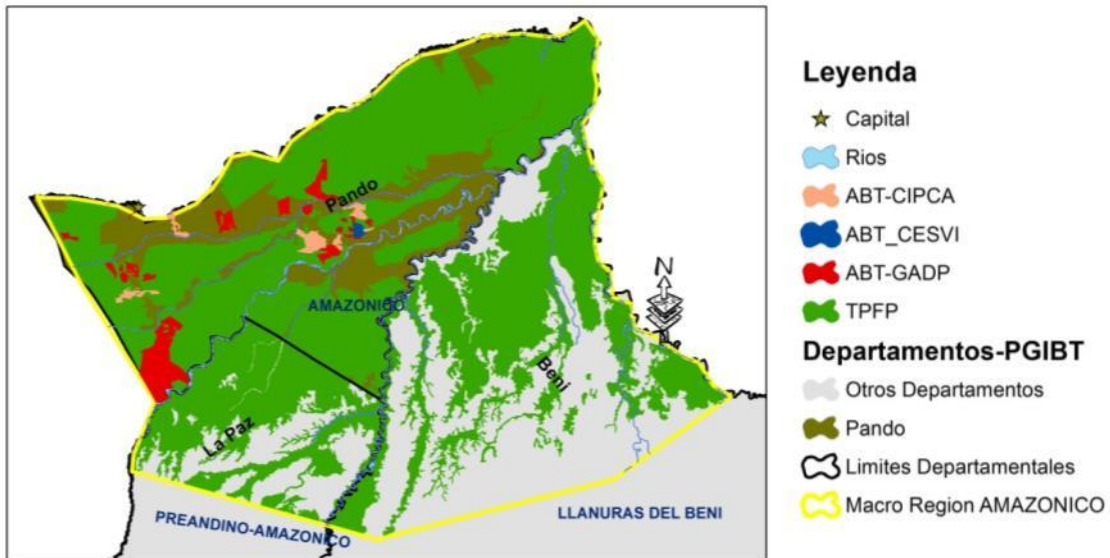 Pando
AMAZONICO
Beni
La Paz
PREANDINO-AMAZONICO
LLANURAS DEL BENI
N
Leyenda
Capital
Rios
ABT-CIPCA
ABT_CESVI
ABT-GADP
TPFP
Departamentos-PGIBT
Otros Departamentos
Pando
Limites Departamentales
Macro Region AMAZONICO